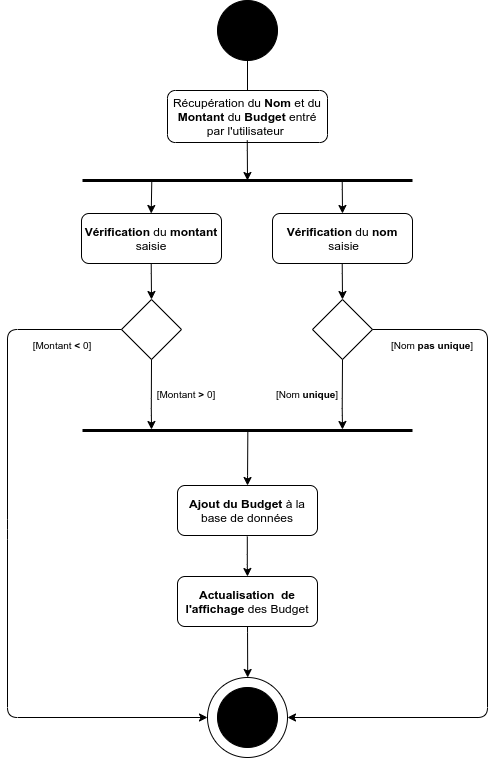 Récupération du Nom et du
Montant du Budget entré
par l'utilisateur
Vérification du montant
saisie
Vérification du nom
saisie
[Montant < 0]
[Nom pas unique]
[Montant > 0]
[Nom unique]
Ajout du Budget à la
base de données
Actualisation de
l'affichage des Budget